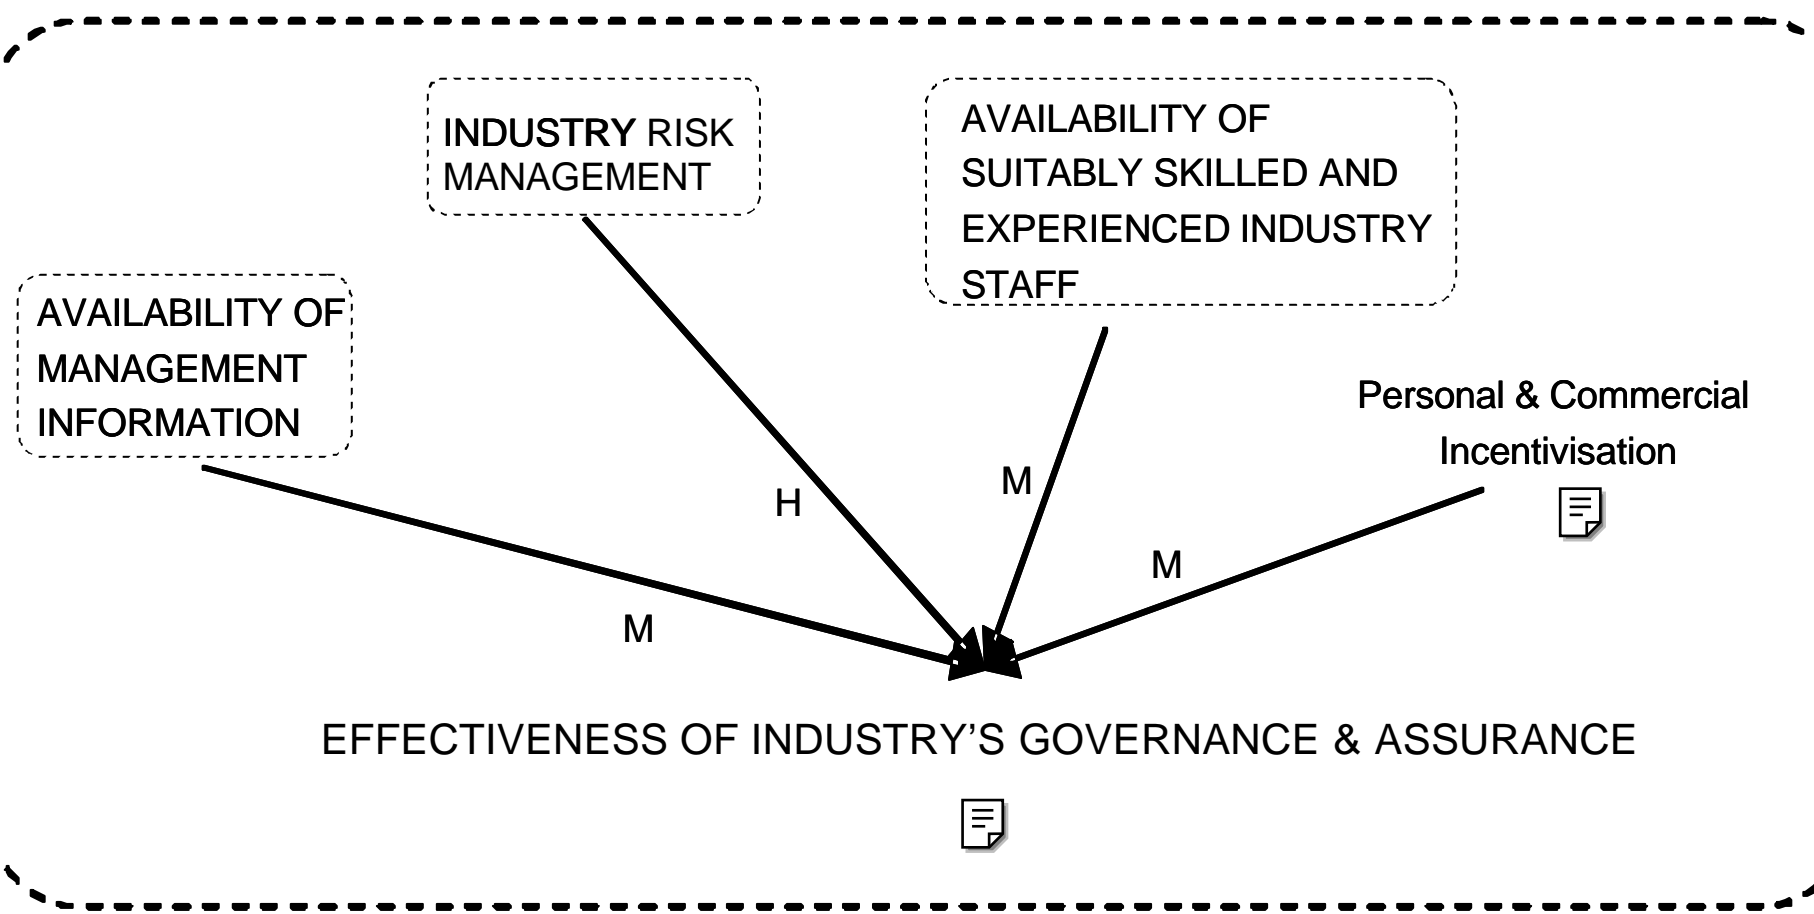 INDUSTRY RISK
MANAGEMENT
AVAILABILITY OF
SUITABLY SKILLED AND
EXPERIENCED INDUSTRY
STAFF
AVAILABILITY OF
MANAGEMENT
INFORMATION
Personal & Commercial
Incentivisation
H
M
M
M
EFFECTIVENESS OF INDUSTRY’S GOVERNANCE & ASSURANCE